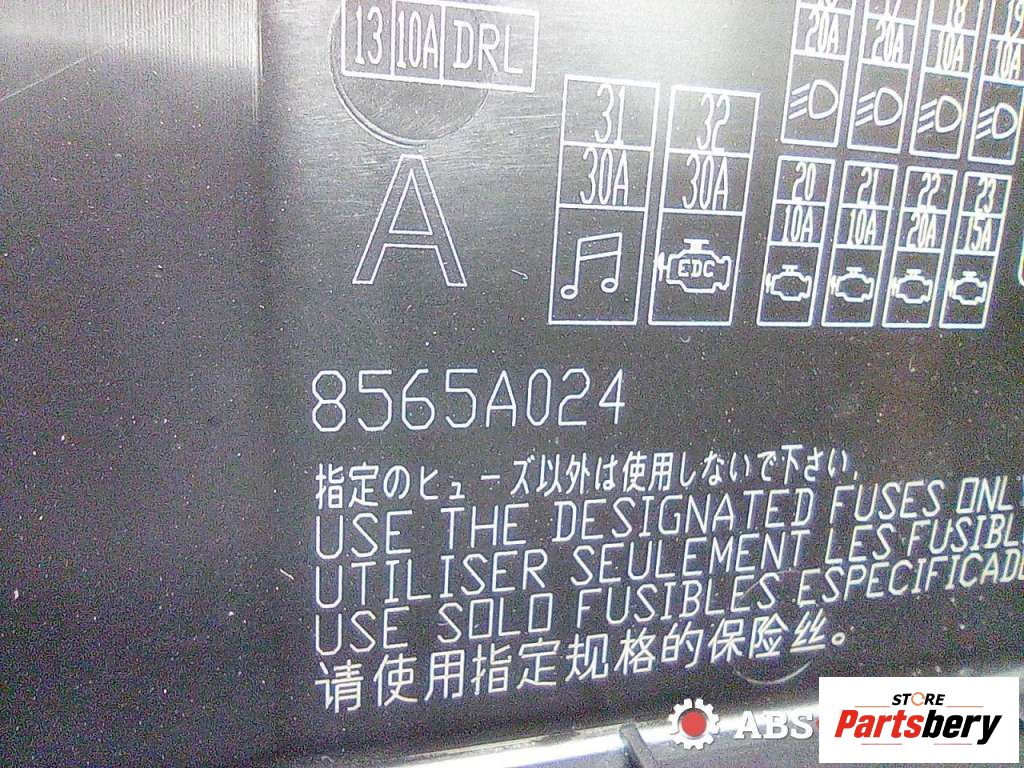 13 10A DRL
31 32
30A 30A
EDC
20A 20A 10A 10A
20 21 22 23
10A 10A 20A 15A
A
8565A024
指定のヒューズ以外は使用しないで下さい.
USE THE DESIGNATED FUSES
UTILISER SEULEMENT LES
USE SOLO FUSIBLES
请使用指定规格的保险丝。
ABS
STORE
Partsbery